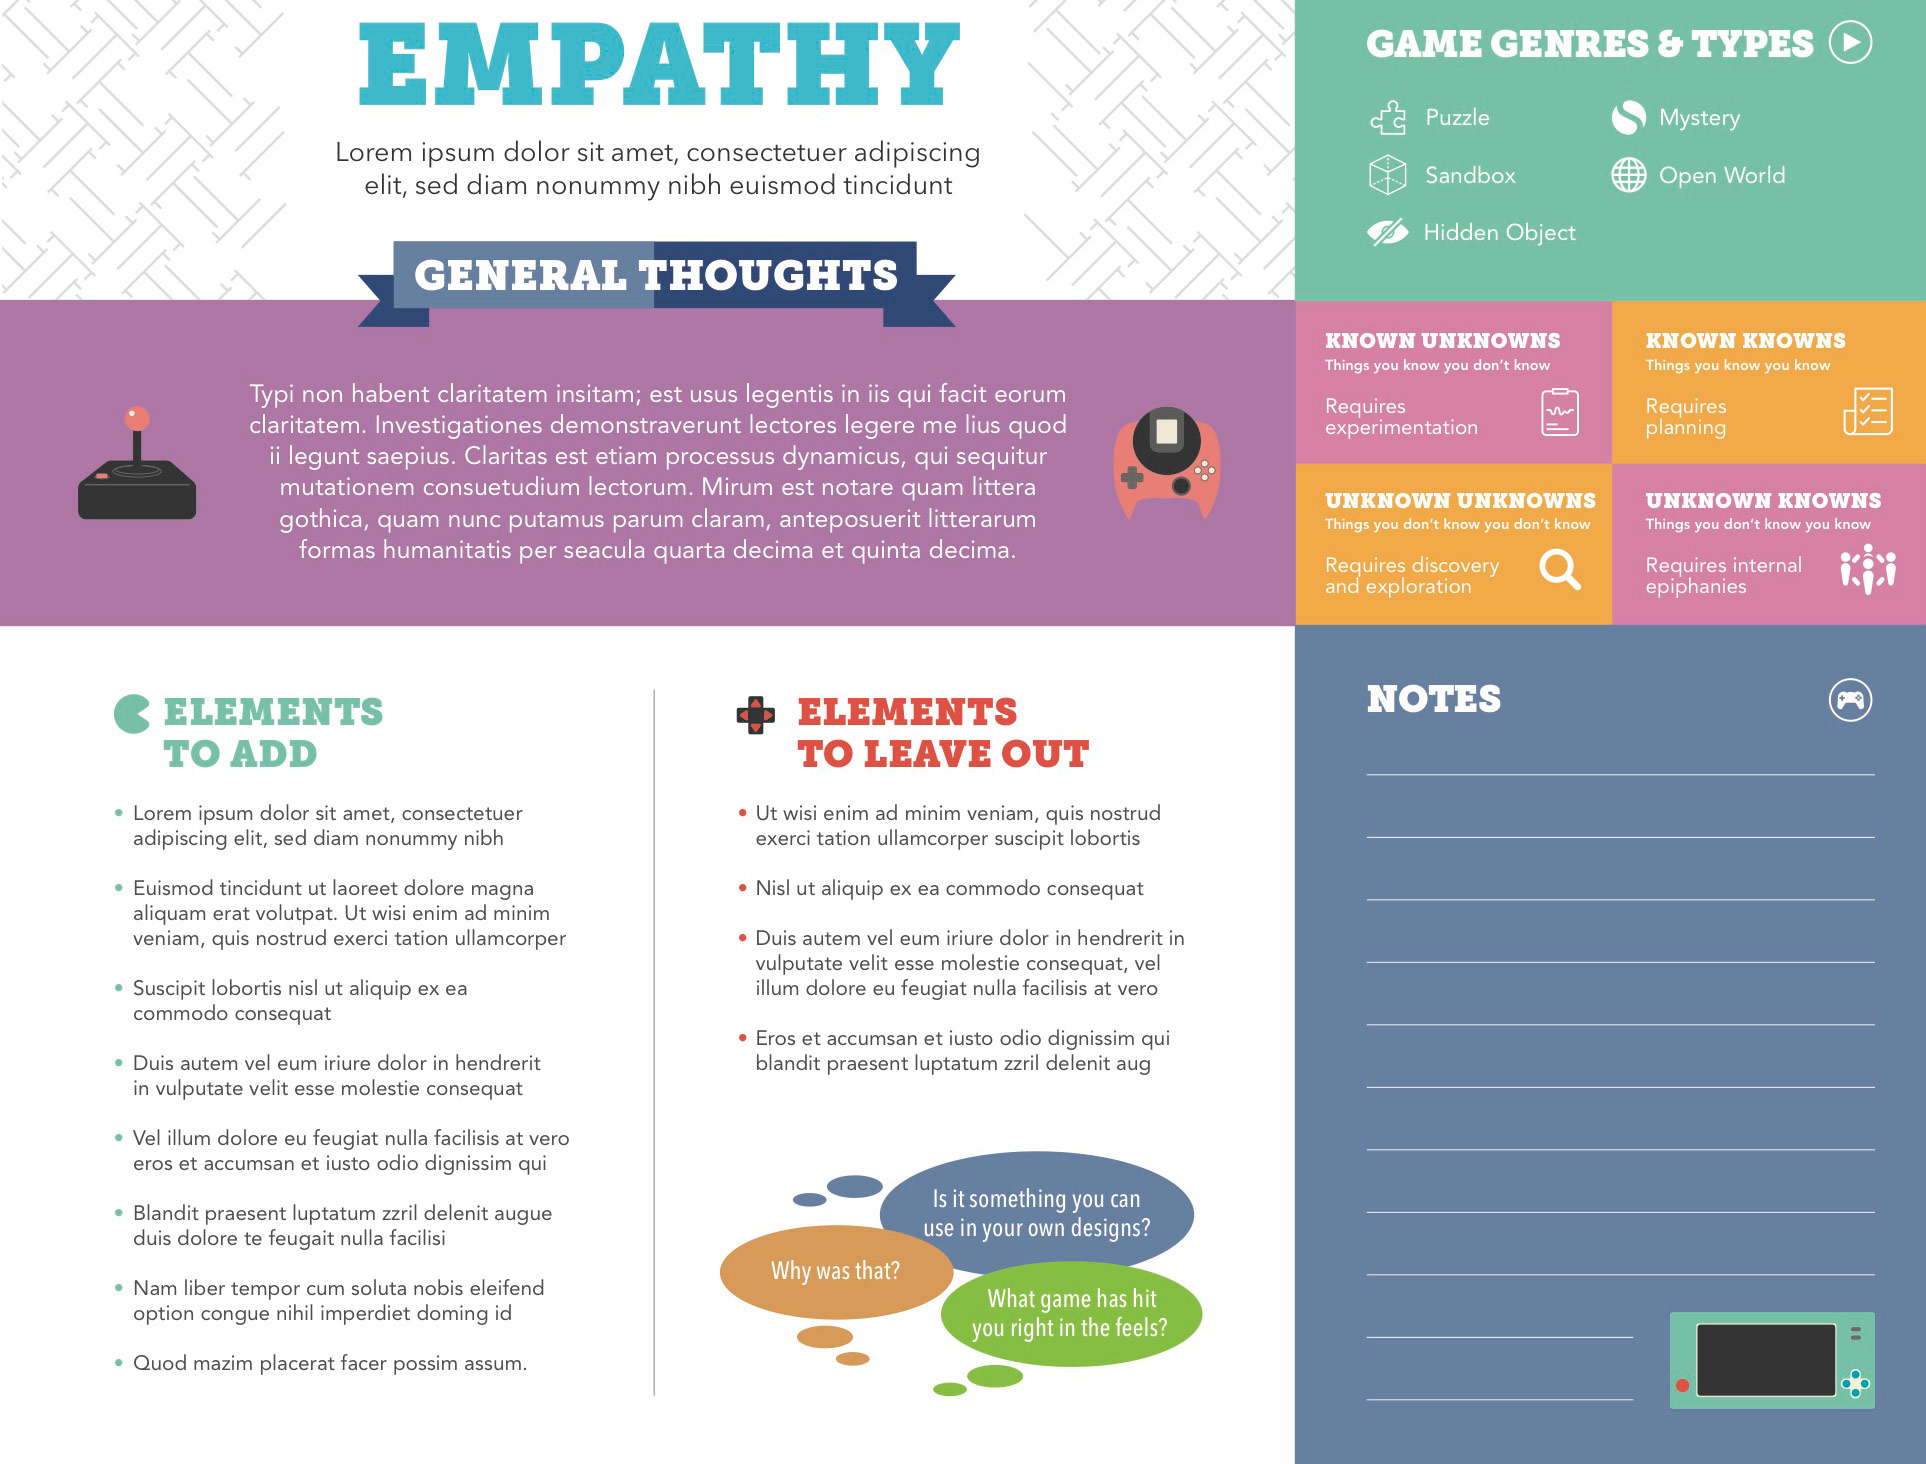 EMPATHY
Lorem ipsum dolor sit amet, consectetuer adipiscing
elit, sed diam nonummy nibh euismod tincidunt
GENERAL THOUGHTS
Typi non habent claritatem insitam; est usus legentis in iis qui facit eorum
claritatem. Investigationes demonstraverunt lectores legere me lius quod
ii legunt saepius. Claritas est etiam processus dynamicus, qui sequitur
mutationem consuetudium lectorum. Mirum est notare quam littera
gothica, quam nunc putamus parum claram, anteposuerit litterarum
formas humanitatis per seacula quarta decima et quinta decima.
ELEMENTS
TO ADD
• Lorem ipsum dolor sit amet, consectetuer
adipiscing elit, sed diam nonummy nibh
• Euismod tincidunt ut laoreet dolore magna
aliquam erat volutpat. Ut wisi enim ad minim
veniam, quis nostrud exerci tation ullamcorper
• Suscipit lobortis nisl ut aliquip ex ea
commodo consequat
• Duis autem vel eum iriure dolor in hendrerit
in vulputate velit esse molestie consequat
• Vel illum dolore eu feugiat nulla facilisis at vero
eros et accumsan et iusto odio dignissim qui
• Blandit praesent luptatum zzril delenit augue
duis dolore te feugait nulla facilisi
• Nam liber tempor cum soluta nobis eleifend
option congue nihil imperdiet doming id
• Quod mazim placerat facer possim assum.
ELEMENTS
TO LEAVE OUT
• Ut wisi enim ad minim veniam, quis nostrud
exerci tation ullamcorper suscipit lobortis
• Nisl ut aliquip ex ea commodo consequat
• Duis autem vel eum iriure dolor in hendrerit in
vulputate velit esse molestie consequat, vel
illum dolore eu feugiat nulla facilisis at vero
• Eros et accumsan et iusto odio dignissim qui
blandit praesent luptatum zzril delenit aug
Is it something you can
use in your own designs?
Why was that?
What game has hit
you right in the feels?
GAME GENRES & TYPES
Puzzle
Mystery
Sandbox
Open World
Hidden Object
KNOWN UNKNOWNS
Things you know you don't know
Requires
experimentation
KNOWN KNOWNS
Things you know you know
Requires
planning
UNKNOWN UNKNOWNS
Things you don't know you don't know
Requires discovery
and exploration
UNKNOWN KNOWNS
Things you don't know you know
Requires internal
epiphanies
NOTES